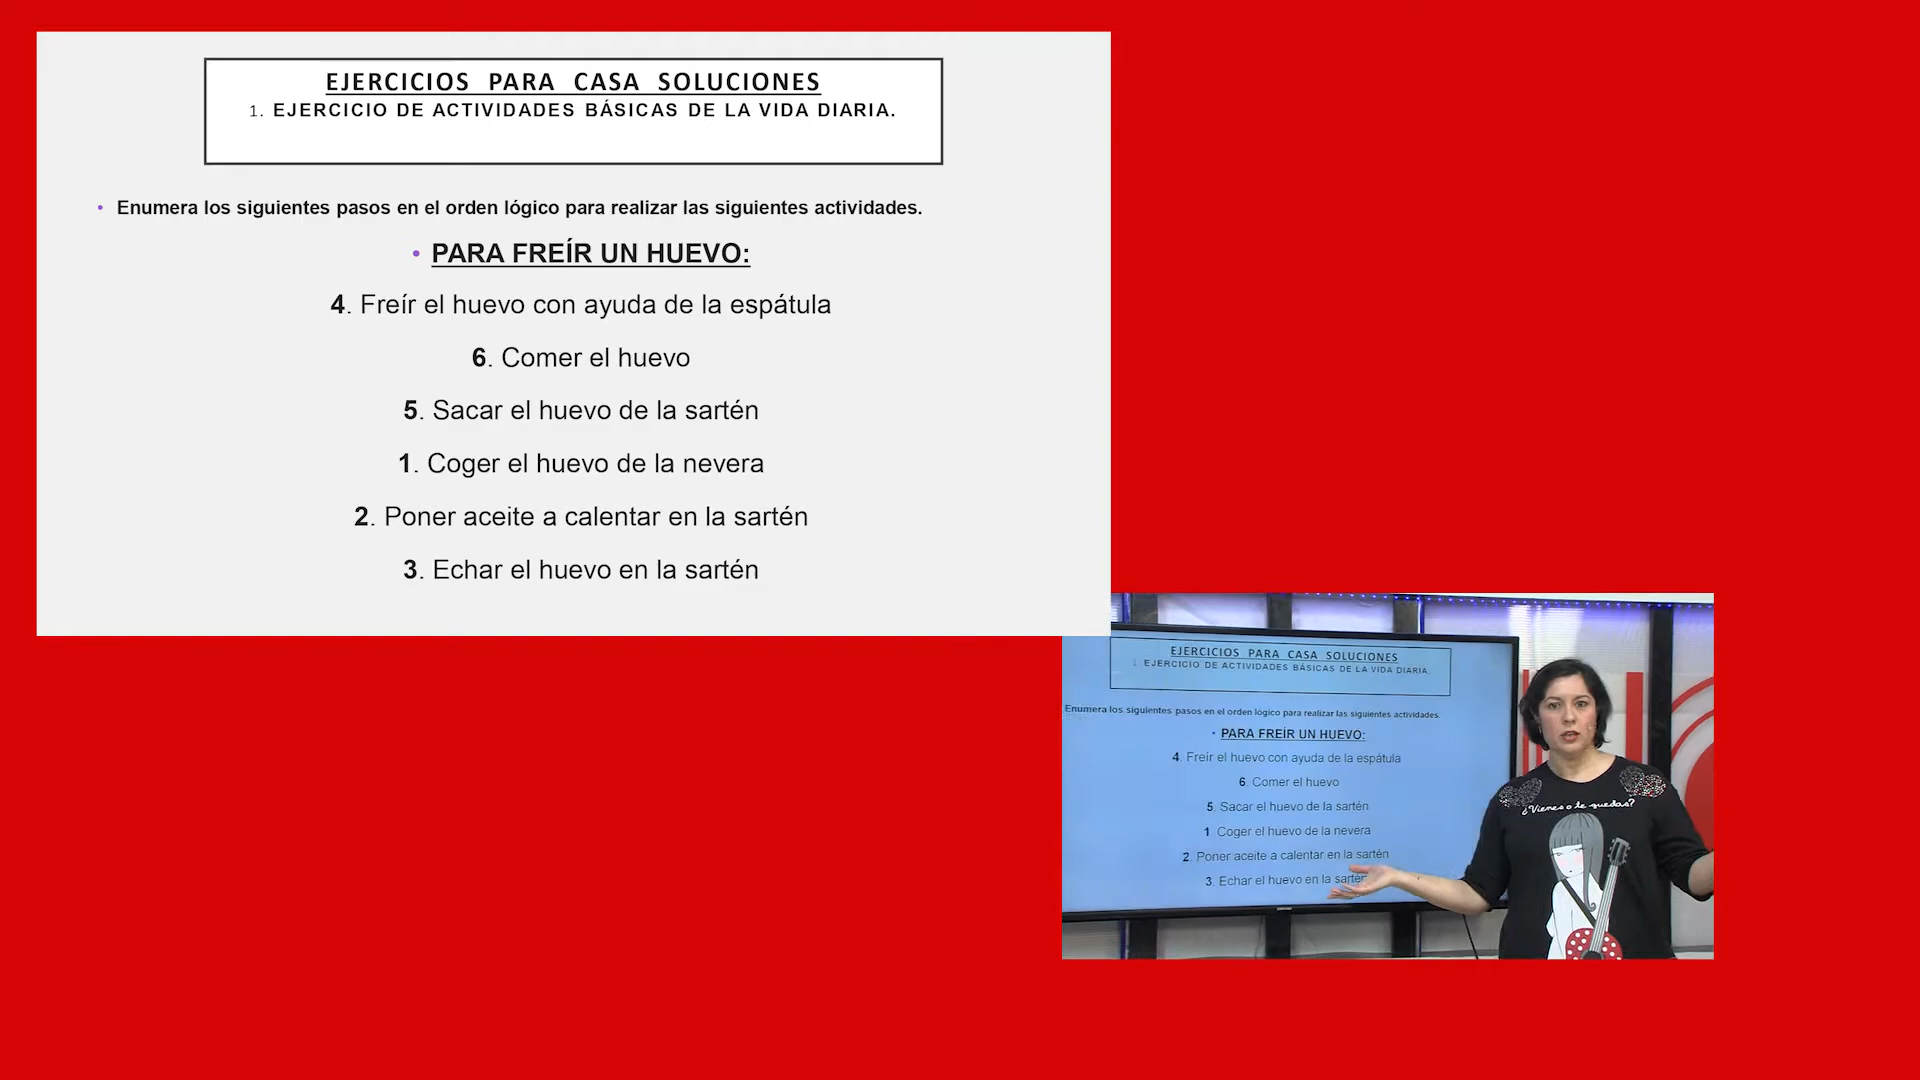 EJERCICIOS PARA CASA SOLUCIONES
1. EJERCICIO DE ACTIVIDADES BÁSICAS DE LA VIDA DIARIA.
• Enumera los siguientes pasos en el orden lógico para realizar las siguientes actividades.
• PARA FREÍR UN HUEVO:
4. Freír el huevo con ayuda de la espátula
6. Comer el huevo
5. Sacar el huevo de la sartén
1. Coger el huevo de la nevera
2. Poner aceite a calentar en la sartén
3. Echar el huevo en la sartén
EJERCICIOS PARA CASA SOLUCIONES
1. EJERCICIO DE ACTIVIDADES BÁSICAS DE LA VIDA DIARIA.
Enumera los siguientes pasos en el orden lógico para realizar las siguientes actividades.
• PARA FREÍR UN HUEVO:
4. Freír el huevo con ayuda de la espátula
6. Comer el huevo
5. Sacar el huevo de la sartén
1. Coger el huevo de la nevera
2. Poner aceite a calentar en la sartén
3. Echar el huevo en la sartén
¿Vienes o te quedas?